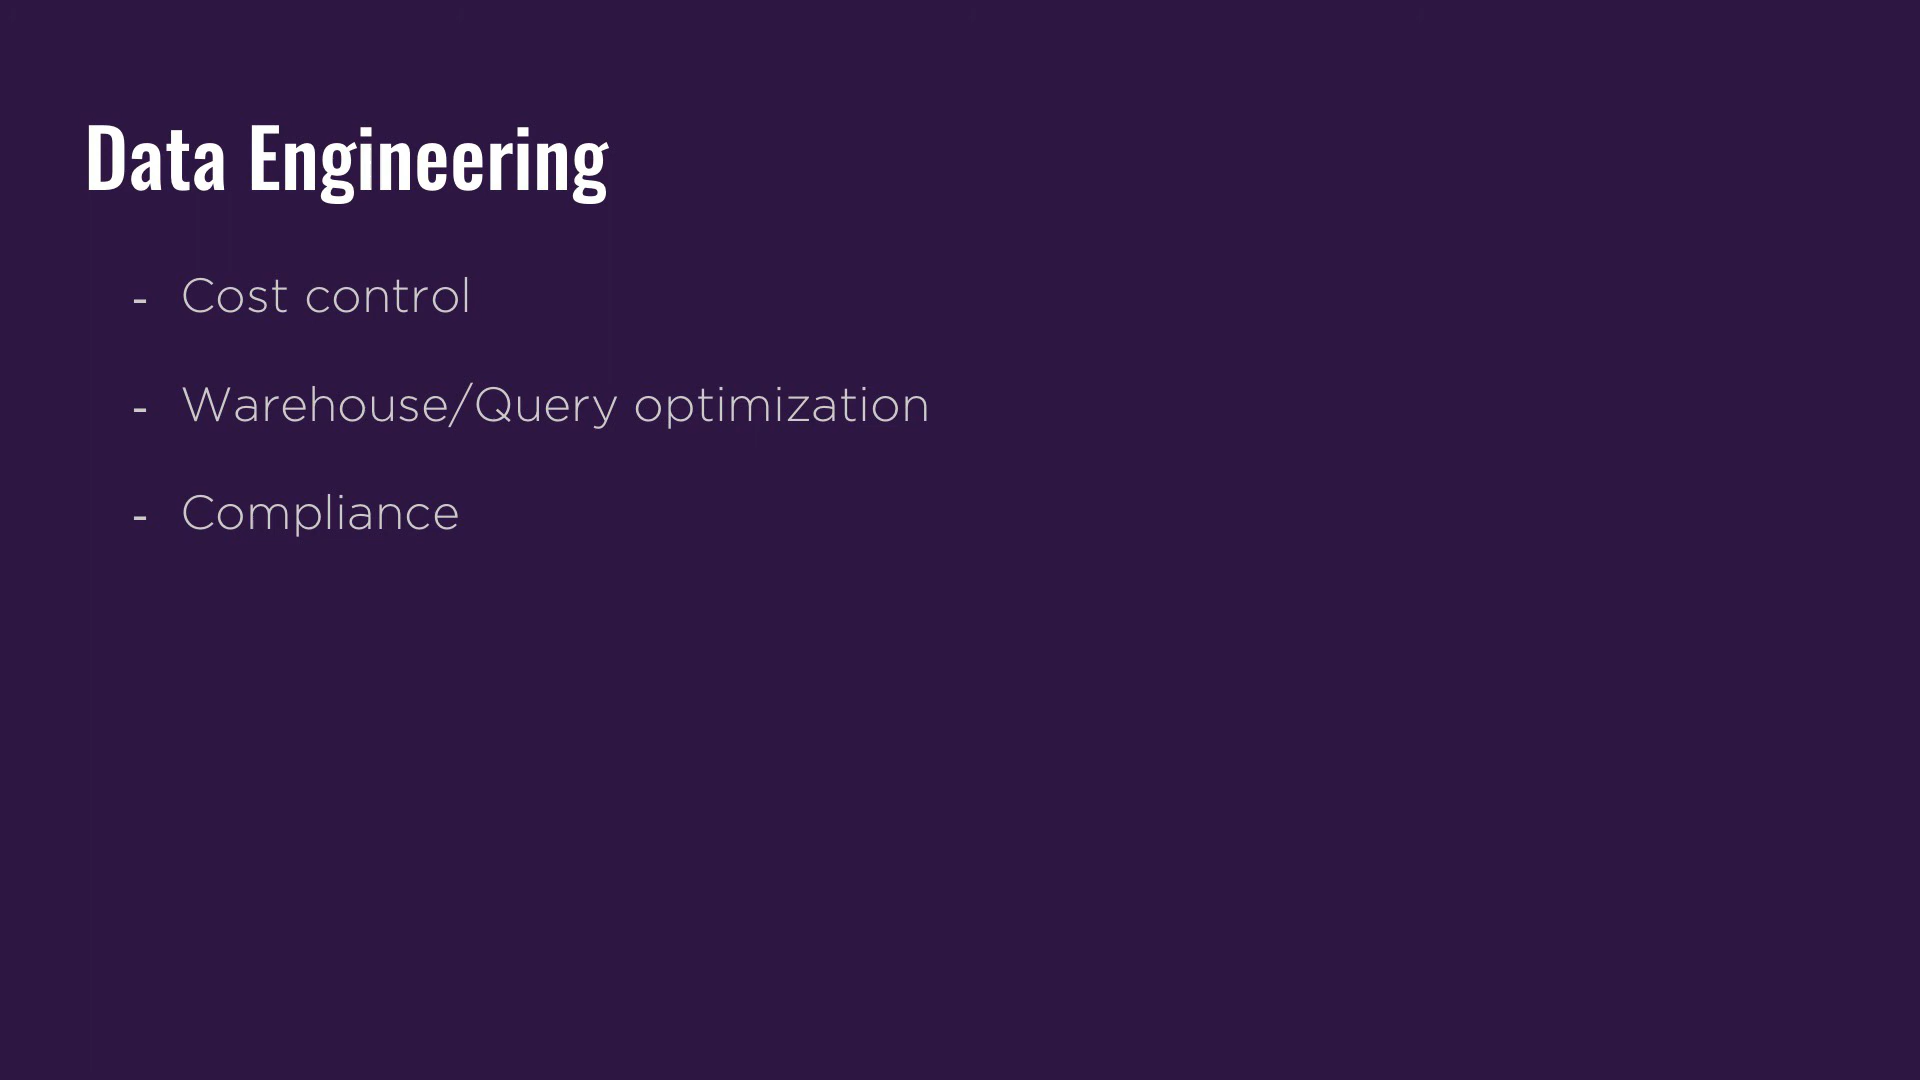 Data Engineering
- Cost control
- Warehouse/Query optimization
- Compliance